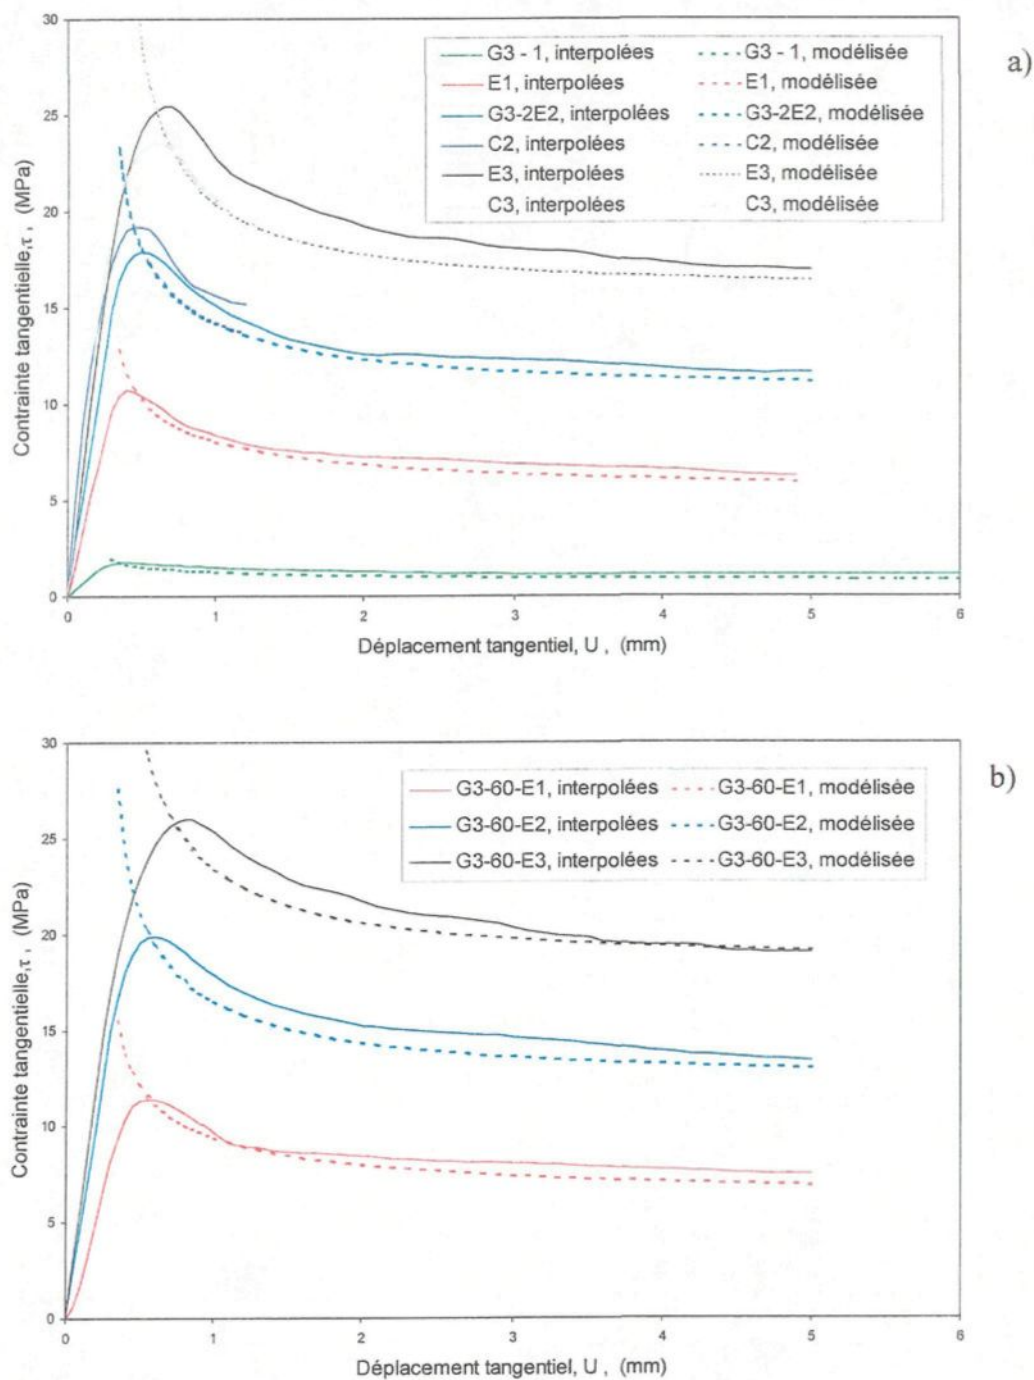 a)
30
25
20
15
10
5
0
Contrainte tangentielle,τ , (MPa)
G3 - 1, interpolées
G3 - 1, modélisée
E1, interpolées
E1, modélisée
G3-2E2, interpolées
G3-2E2, modélisée
C2, interpolées
C2, modélisée
E3, interpolées
E3, modélisée
C3, interpolées
C3, modélisée
0 1 2 3 4 5 6
Déplacement tangentiel, U , (mm)
b)
30
25
20
15
10
5
0
Contrainte tangentielle,τ , (MPa)
G3-60-E1, interpolées
G3-60-E1, modélisée
G3-60-E2, interpolées
G3-60-E2, modélisée
G3-60-E3, interpolées
G3-60-E3, modélisée
0 1 2 3 4 5 6
Déplacement tangentiel, U , (mm)